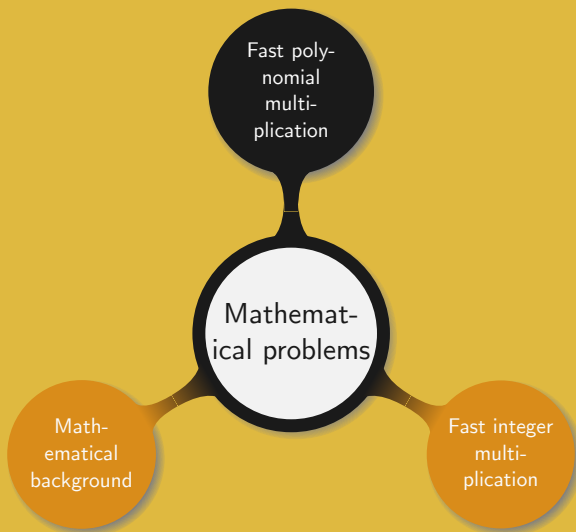 Fast poly-
nomial
multi-
plication
Mathemat-
ical problems
Math-
ematical
background
Fast integer
multi-
plication